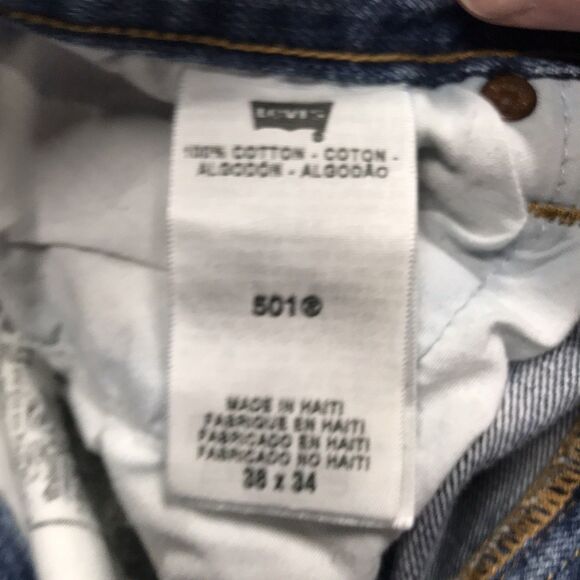 LEVI'S
100% COTTON - COTON -
ALGODÓN - ALGODÃO
501®
MADE IN HAITI
FABRIQUE EN HAITI
FABRICADO EN HAITI
FABRICADO NO HAITI
38 x 34